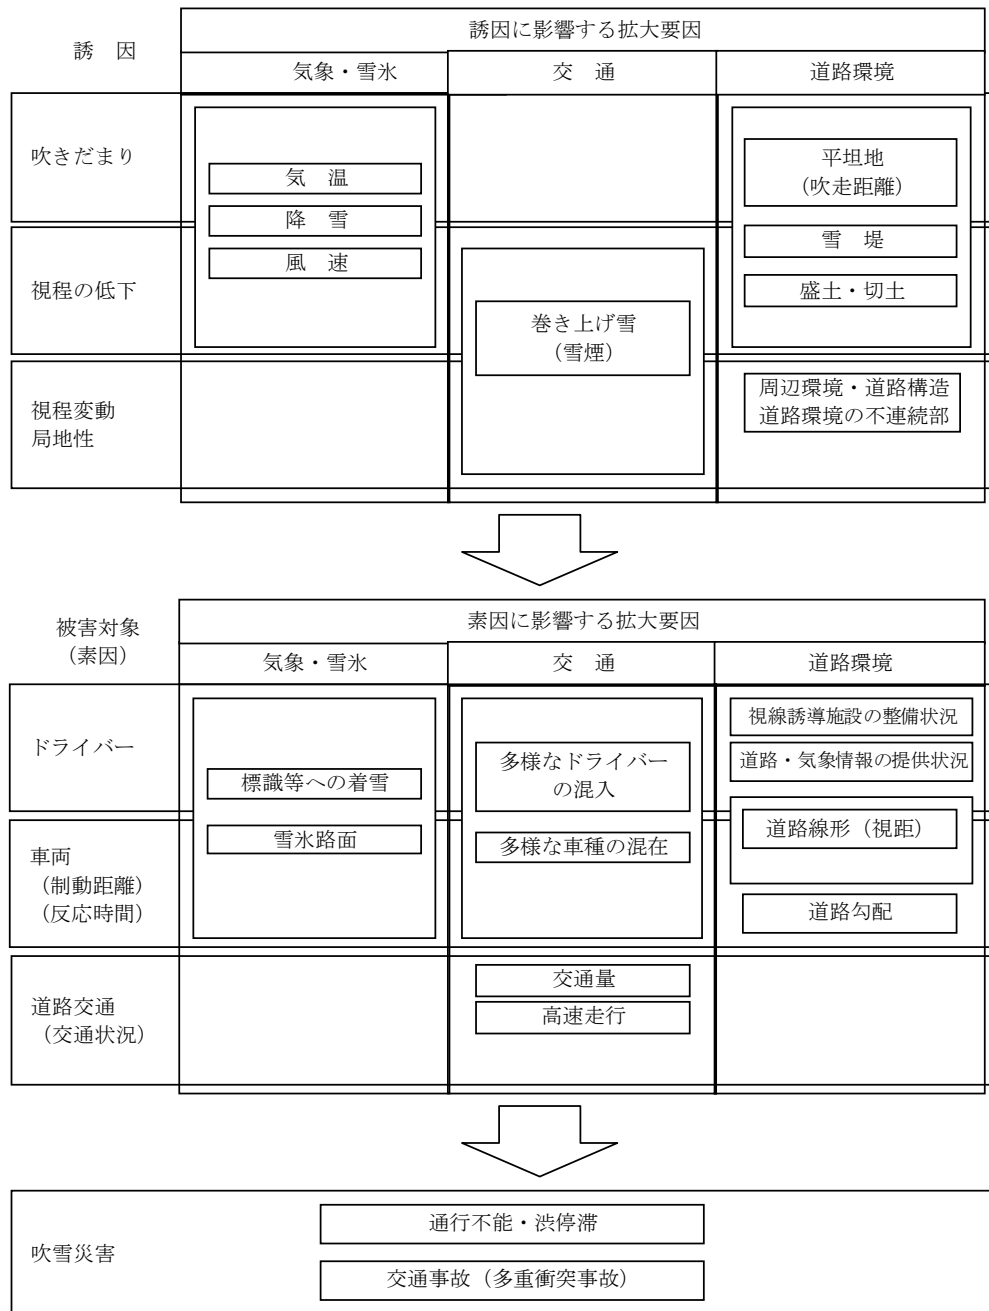 誘因に影響する拡大要因
誘　因
気象・雪氷
交　通
道路環境
吹きだまり
気　温
降　雪
風　速
平坦地
（吹走距離）
雪　堤
盛土・切土
視程の低下
巻き上げ雪
（雪煙）
視程変動
局地性
周辺環境・道路構造
道路環境の不連続部
被害対象
（素因）
素因に影響する拡大要因
気象・雪氷
交　通
道路環境
ドライバー
標識等への着雪
雪氷路面
多様なドライバー
の混入
多様な車種の混在
視線誘導施設の整備状況
道路・気象情報の提供状況
道路線形（視距）
道路勾配
車両
（制動距離）
（反応時間）
道路交通
（交通状況）
交通量
高速走行
吹雪災害
通行不能・渋停滞
交通事故（多重衝突事故）